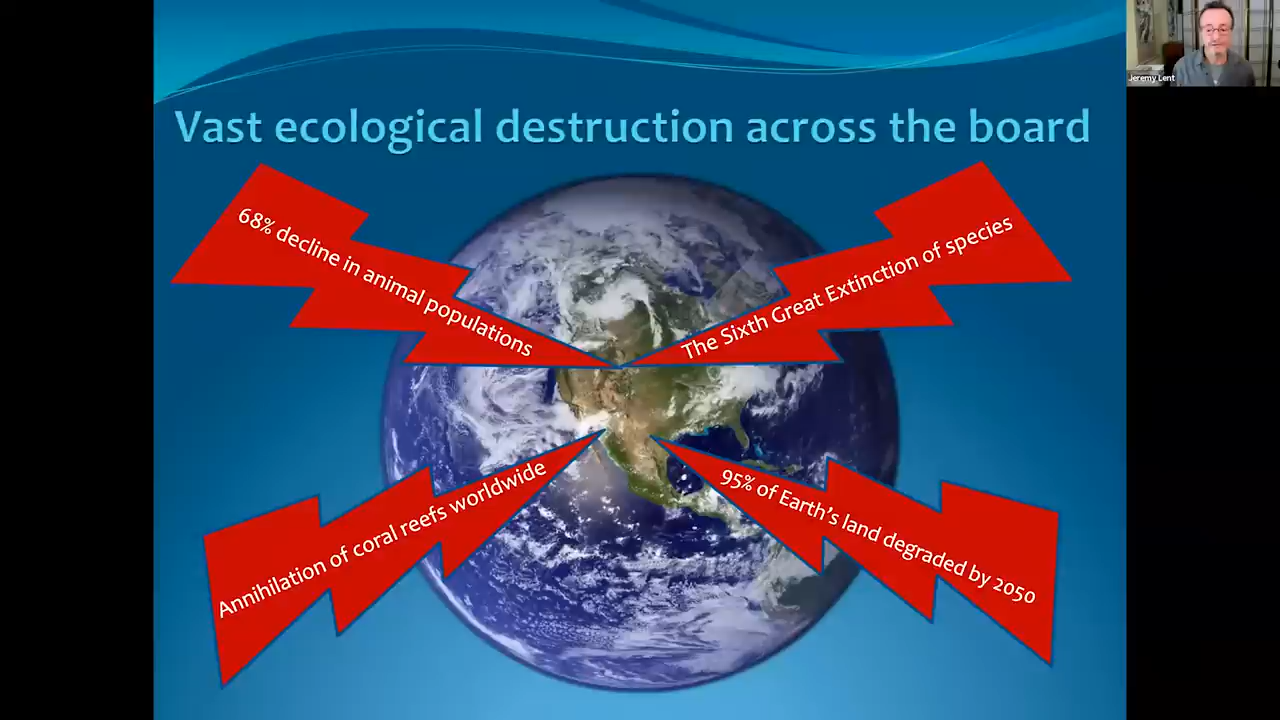 Jeremy Lent
Vast ecological destruction across the board
68% decline in animal populations
The Sixth Great Extinction of species
Annihilation of coral reefs worldwide
95% of Earth's land degraded by 2050